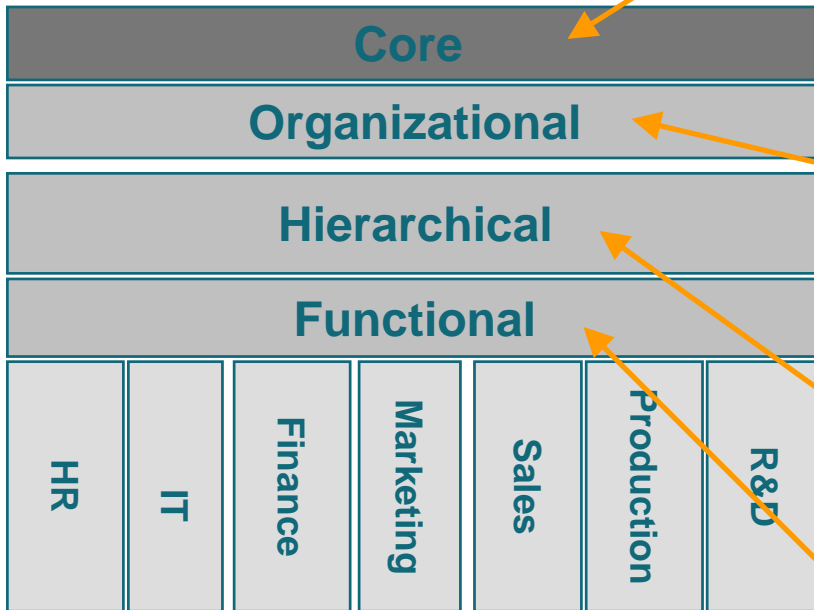 Core
Organizational
Hierarchical
Functional
HR
IT
Finance
Marketing
Sales
Production
R&D